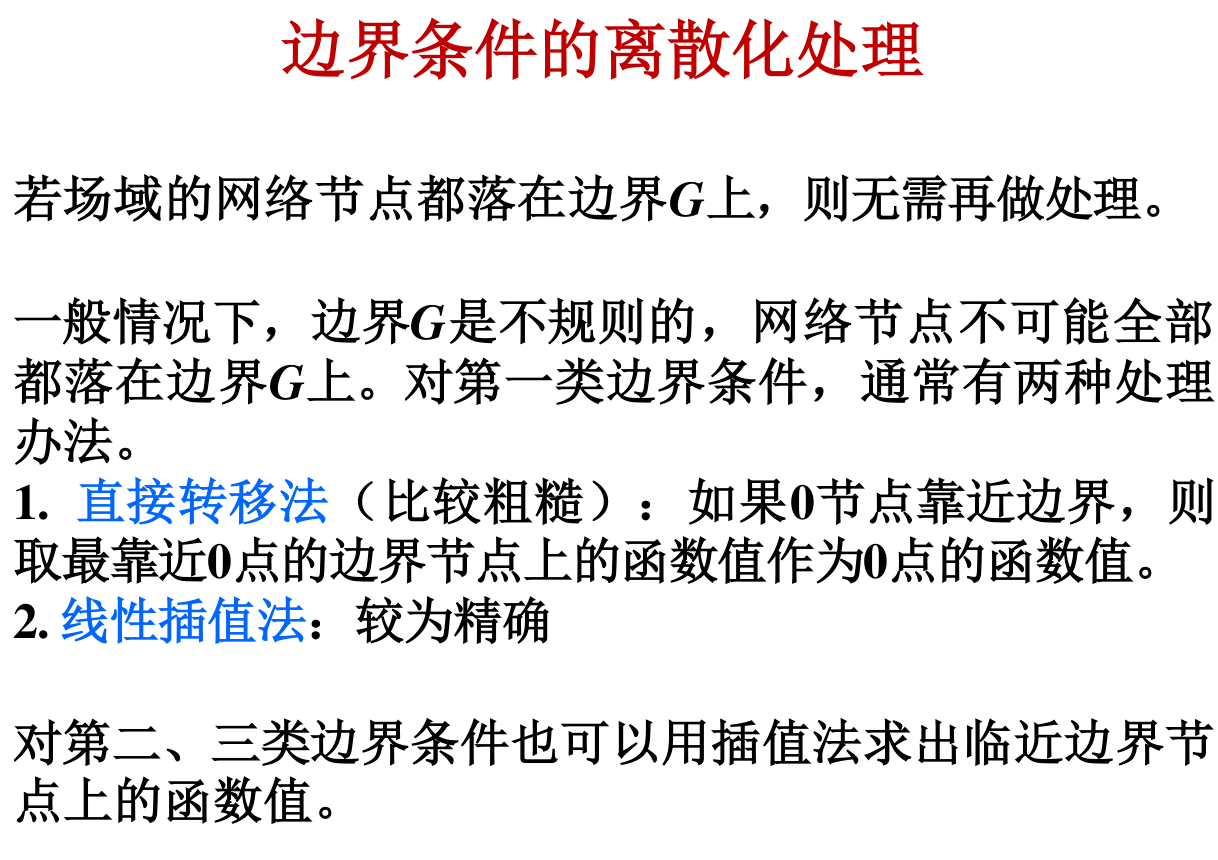 边界条件的离散化处理
若场域的网络节点都落在边界G上，则无需再做处理。
一般情况下，边界G是不规则的，网络节点不可能全部
都落在边界G上。对第一类边界条件，通常有两种处理
办法。
1. 直接转移法（比较粗糙）：如果0节点靠近边界，则
取最靠近0点的边界节点上的函数值作为0点的函数值。
2. 线性插值法：较为精确
对第二、三类边界条件也可以用插值法求出临近边界节
点上的函数值。